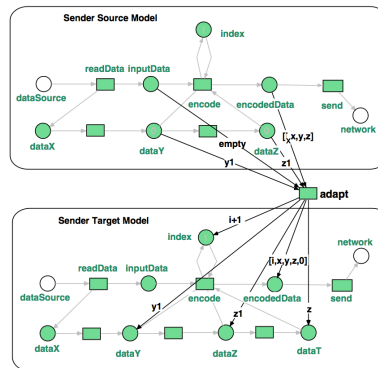 Sender Source Model
index
readData inputData
dataSource
encode
encodedData
send
network
dataX
dataY
dataZ
empty
y1
z1
adapt
Sender Target Model
i+1
index
network
readData inputData
[i,x,y,z,0]
dataSource
encode
encodedData
send
y1
z1
z
dataX
dataY
dataZ
dataT